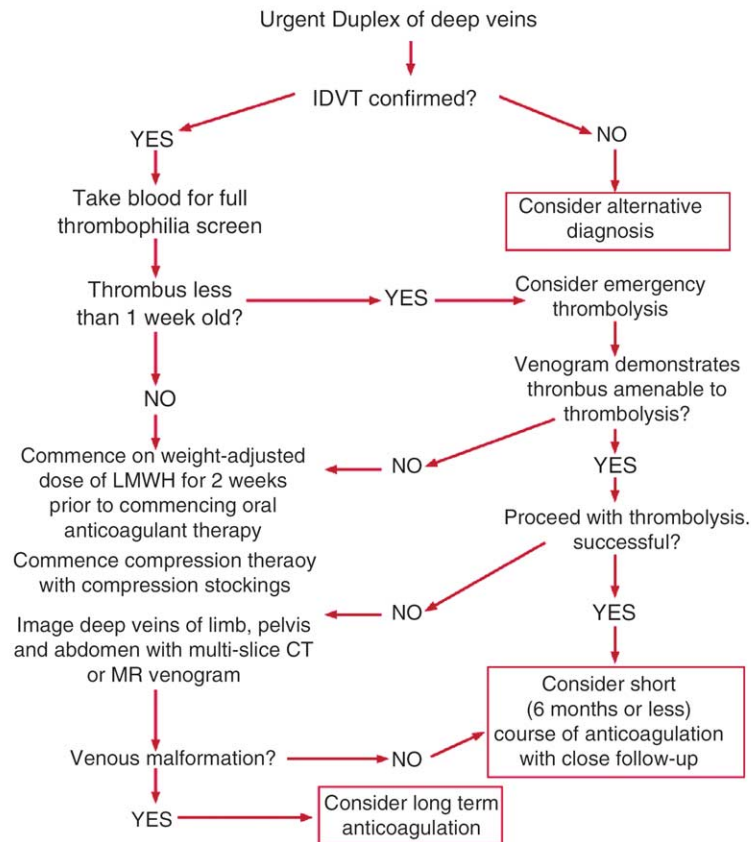 Urgent Duplex of deep veins
IDVT confirmed?
YES
NO
Take blood for full
thrombophilia screen
Consider alternative
diagnosis
Thrombus less
than 1 week old?
YES
Consider emergency
thrombolysis
Venogram demonstrates
thronbus amenable to
thrombolysis?
NO
Commence on weight-adjusted
dose of LMWH for 2 weeks
prior to commencing oral
anticoagulant therapy
NO
YES
Proceed with thrombolysis.
successful?
Commence compression theraoy
with compression stockings
NO
YES
Image deep veins of limb, pelvis
and abdomen with multi-slice CT
or MR venogram
Consider short
(6 months or less)
course of anticoagulation
with close follow-up
Venous malformation?
NO
YES
Consider long term
anticoagulation